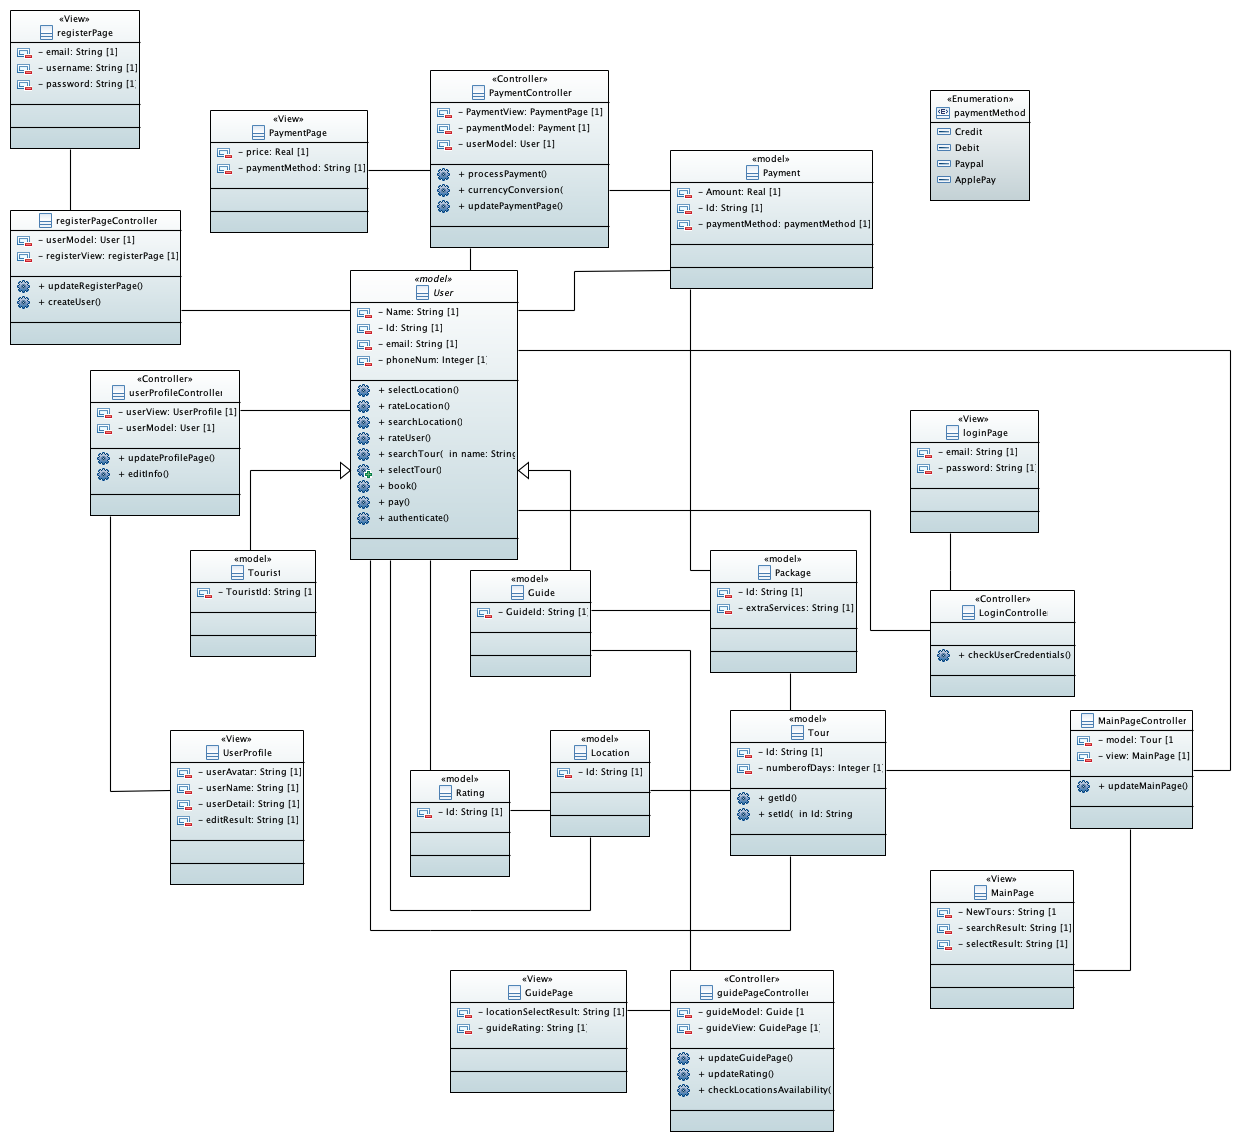 «View»
registerPage
– email: String [1]
– username: String [1]
– password: String [1]
«Controller»
PaymentController
– PaymentView: PaymentPage [1]
– paymentModel: Payment [1]
– userModel: User [1]
+ processPayment()
+ currencyConversion(
+ updatePaymentPage()
«Enumeration»
paymentMethod
Credit
Debit
Paypal
ApplePay
«View»
PaymentPage
– price: Real [1]
– paymentMethod: String [1]
«model»
Payment
– Amount: Real [1]
– Id: String [1]
– paymentMethod: paymentMethod [1]
registerPageController
– userModel: User [1]
– registerView: registerPage [1]
+ updateRegisterPage()
+ createUser()
«model»
User
– Name: String [1]
– Id: String [1]
– email: String [1]
– phoneNum: Integer [1]
+ selectLocation()
+ rateLocation()
+ searchLocation()
+ rateUser()
+ searchTour( in name: String
+ selectTour()
+ book()
+ pay()
+ authenticate()
«Controller»
userProfileController
– userView: UserProfile [1]
– userModel: User [1]
+ updateProfilePage()
+ editInfo()
«View»
loginPage
– email: String [1]
– password: String [1]
«model»
Tourist
– TouristId: String [1
«model»
Guide
– GuideId: String [1]
«model»
Package
– Id: String [1]
– extraServices: String [1]
«Controller»
LoginController
+ checkUserCredentials()
«View»
UserProfile
– userAvatar: String [1]
– userName: String [1]
– userDetail: String [1]
– editResult: String [1]
«model»
Rating
– Id: String [1]
«model»
Location
– Id: String [1]
«model»
Tour
– Id: String [1]
– numberofDays: Integer [1]
+ getId()
+ setId( in Id: String
MainPageController
– model: Tour [1
– view: MainPage [1]
+ updateMainPage()
«View»
MainPage
– NewTours: String [1
– searchResult: String [1]
– selectResult: String [1]
«View»
GuidePage
– locationSelectResult: String [1]
– guideRating: String [1]
«Controller»
guidePageController
– guideModel: Guide [1
– guideView: GuidePage [1]
+ updateGuidePage()
+ updateRating()
+ checkLocationsAvailability(